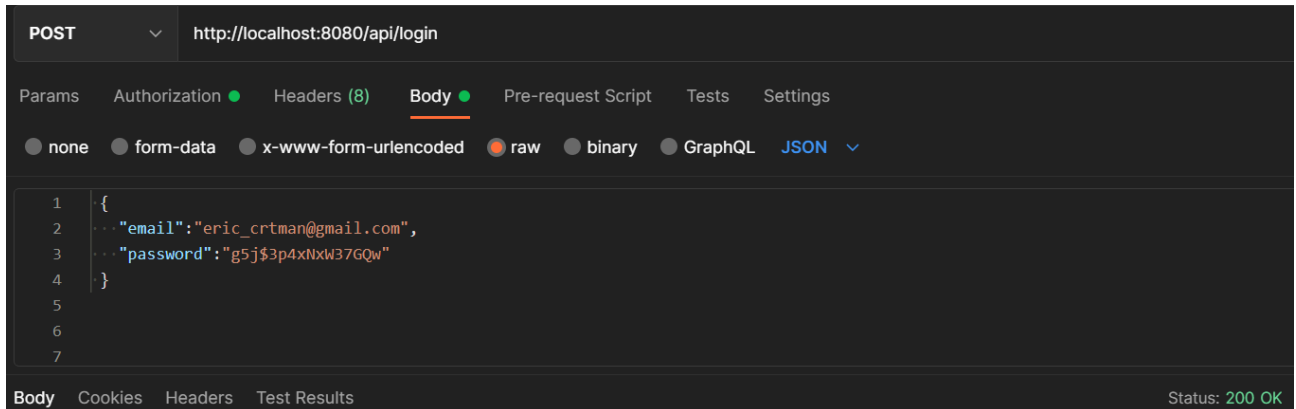 POST http://localhost:8080/api/login
Params Authorization Headers (8) Body Pre-request Script Tests Settings
none form-data x-www-form-urlencoded raw binary GraphQL JSON
1 {
2 "email":"eric_crtman@gmail.com",
3 "password":"g5j$3p4xNxW37GQw"
4 }
5
6
7
Body Cookies Headers Test Results Status: 200 OK